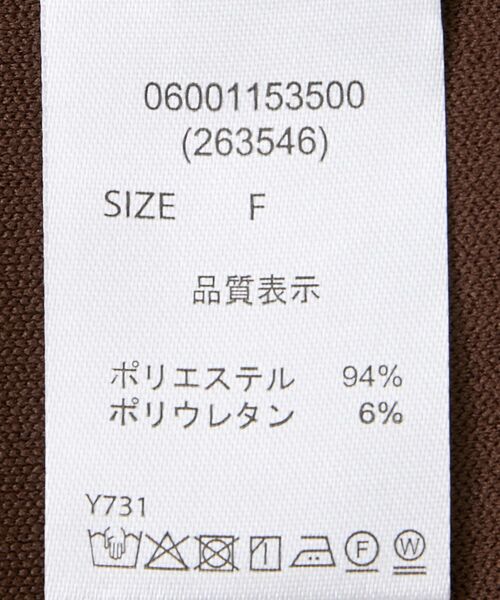 06001153500
(263546)
SIZE F
品質表示
ポリエステル 94%
ポリウレタン 6%
Y731
F W